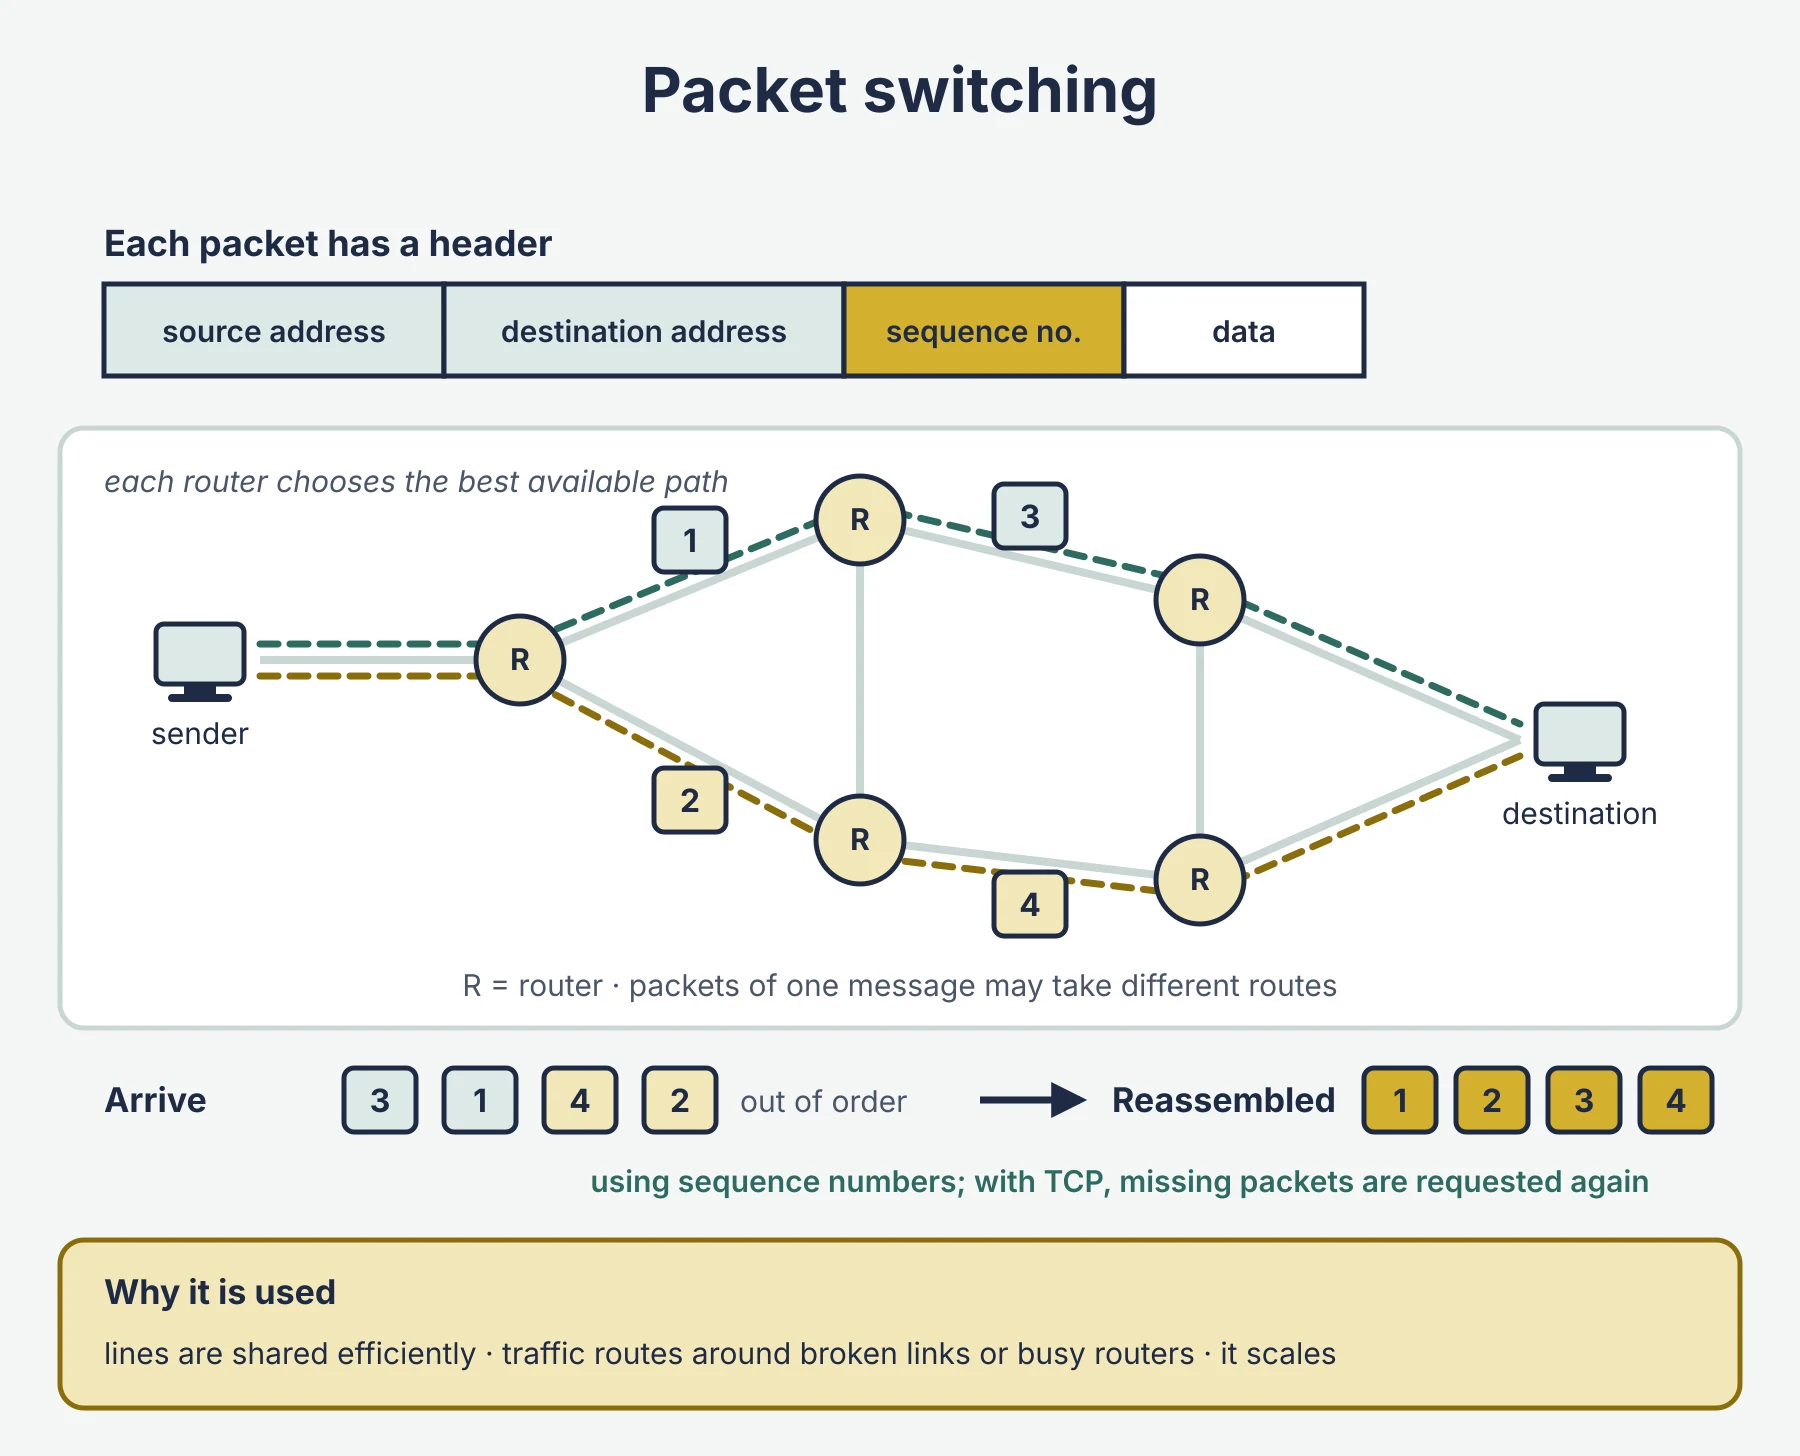 Packet switching
Each packet has a header
source address destination address sequence no. data
each router chooses the best available path
1
3
R
R
R
2
R
R
4
sender
destination
R = router · packets of one message may take different routes
Arrive 3 1 4 2 out of order Reassembled 1 2 3 4
using sequence numbers; with TCP, missing packets are requested again
Why it is used
lines are shared efficiently · traffic routes around broken links or busy routers · it scales